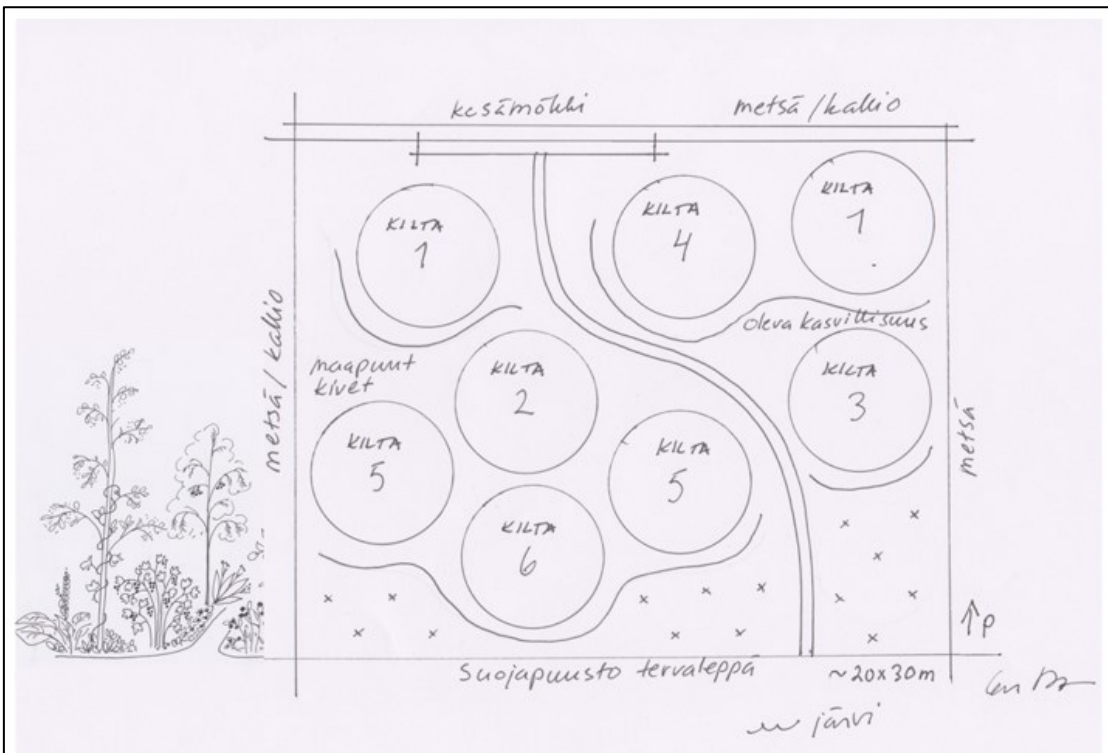 kesämökki
metsä/kallio
KILTA
1
KILTA
4
KILTA
1
metsä/kallio
oleva kasvillisuus
maapuut
kivet
KILTA
2
KILTA
3
KILTA
5
KILTA
5
metsä
KILTA
6
P
Suojapuusto tervaleppä
~20x30m
järvi